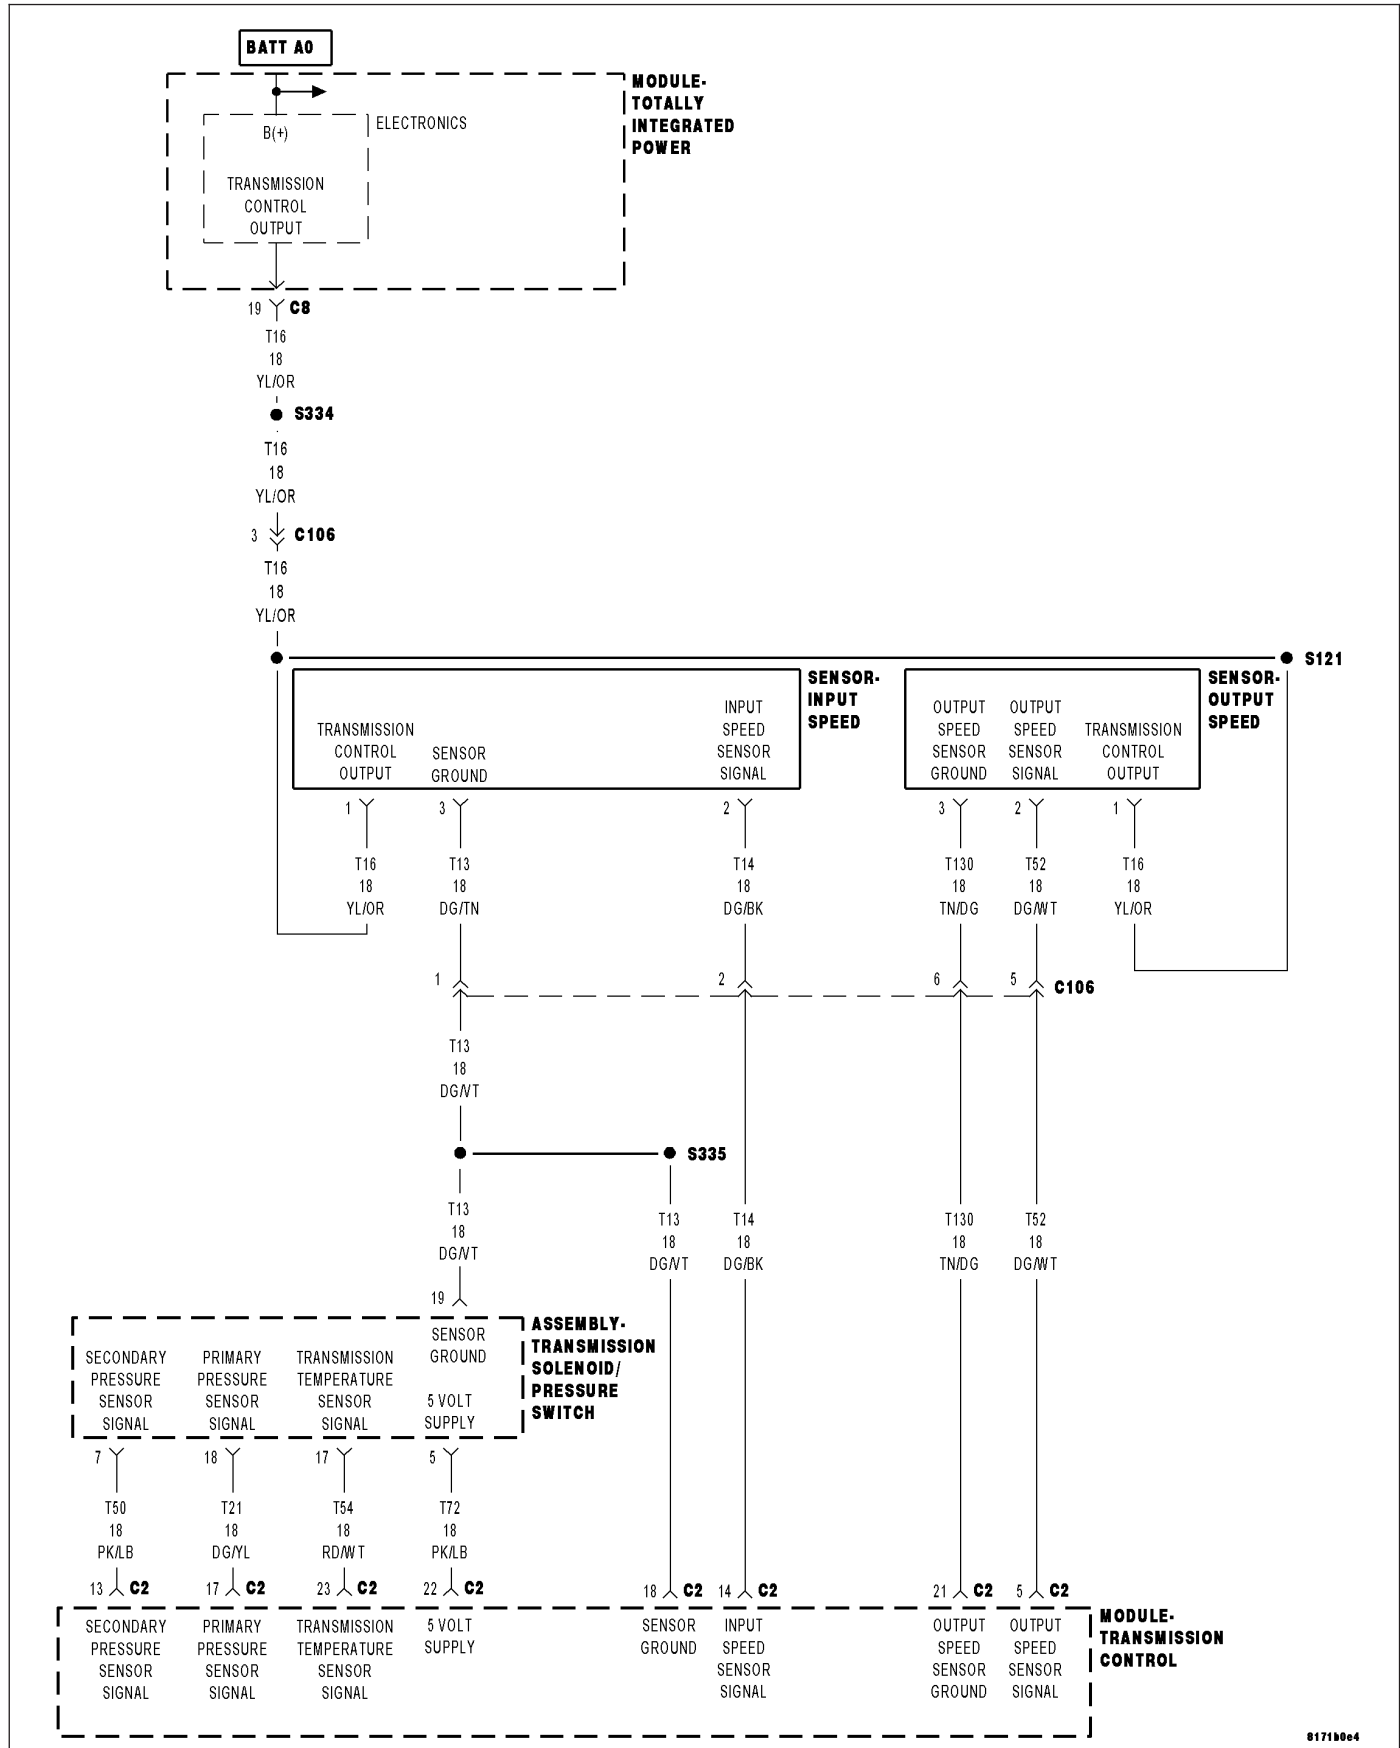 BATT A0
MODULE-
TOTALLY
INTEGRATED
POWER
ELECTRONICS
B(+)
TRANSMISSION
CONTROL
OUTPUT
19 C8
T16
18
YL/OR
S334
T16
18
YL/OR
3 C106
T16
18
YL/OR
S121
SENSOR-
INPUT
SPEED
TRANSMISSION
CONTROL
OUTPUT
SENSOR
GROUND
INPUT
SPEED
SENSOR
SIGNAL
SENSOR-
OUTPUT
SPEED
OUTPUT
SPEED
SENSOR
GROUND
OUTPUT
SPEED
SENSOR
SIGNAL
TRANSMISSION
CONTROL
OUTPUT
1 3 2 3 2 1
T16 T13 T14 T130 T52 T16
18 18 18 18 18 18
YL/OR DG/TN DG/BK TN/DG DG/WT YL/OR
1 2 6 5 C106
T13
18
DG/VT
S335
T13 T13 T14 T130 T52
18 18 18 18 18
DG/VT DG/VT DG/BK TN/DG DG/WT
19
ASSEMBLY-
TRANSMISSION
SOLENOID/
PRESSURE
SWITCH
SECONDARY
PRESSURE
SENSOR
SIGNAL
PRIMARY
PRESSURE
SENSOR
SIGNAL
TRANSMISSION
TEMPERATURE
SENSOR
SIGNAL
SENSOR
GROUND
5 VOLT
SUPPLY
7 18 17 5
T50 T21 T54 T72
18 18 18 18
PK/LB DG/YL RD/WT PK/LB
13 C2 17 C2 23 C2 22 C2 18 C2 14 C2 21 C2 5 C2
SECONDARY
PRESSURE
SENSOR
SIGNAL
PRIMARY
PRESSURE
SENSOR
SIGNAL
TRANSMISSION
TEMPERATURE
SENSOR
SIGNAL
5 VOLT
SUPPLY
SENSOR
GROUND
INPUT
SPEED
SENSOR
SIGNAL
OUTPUT
SPEED
SENSOR
GROUND
OUTPUT
SPEED
SENSOR
SIGNAL
MODULE-
TRANSMISSION
CONTROL
8171b0e4